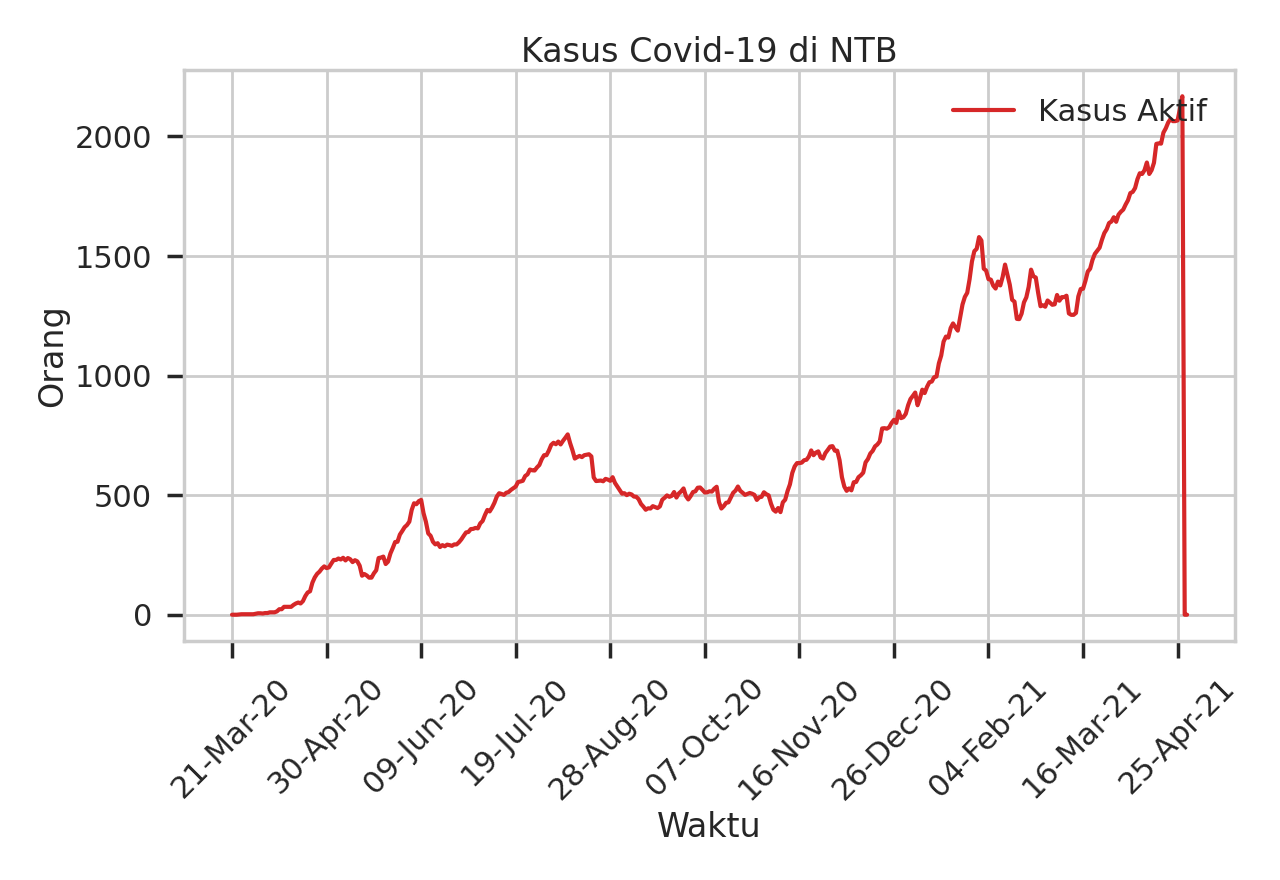 Kasus Covid-19 di NTB
Kasus Aktif
2000
1500
1000
500
0
Orang
21-Mar-20
30-Apr-20
09-Jun-20
19-Jul-20
28-Aug-20
07-Oct-20
16-Nov-20
26-Dec-20
04-Feb-21
16-Mar-21
25-Apr-21
Waktu